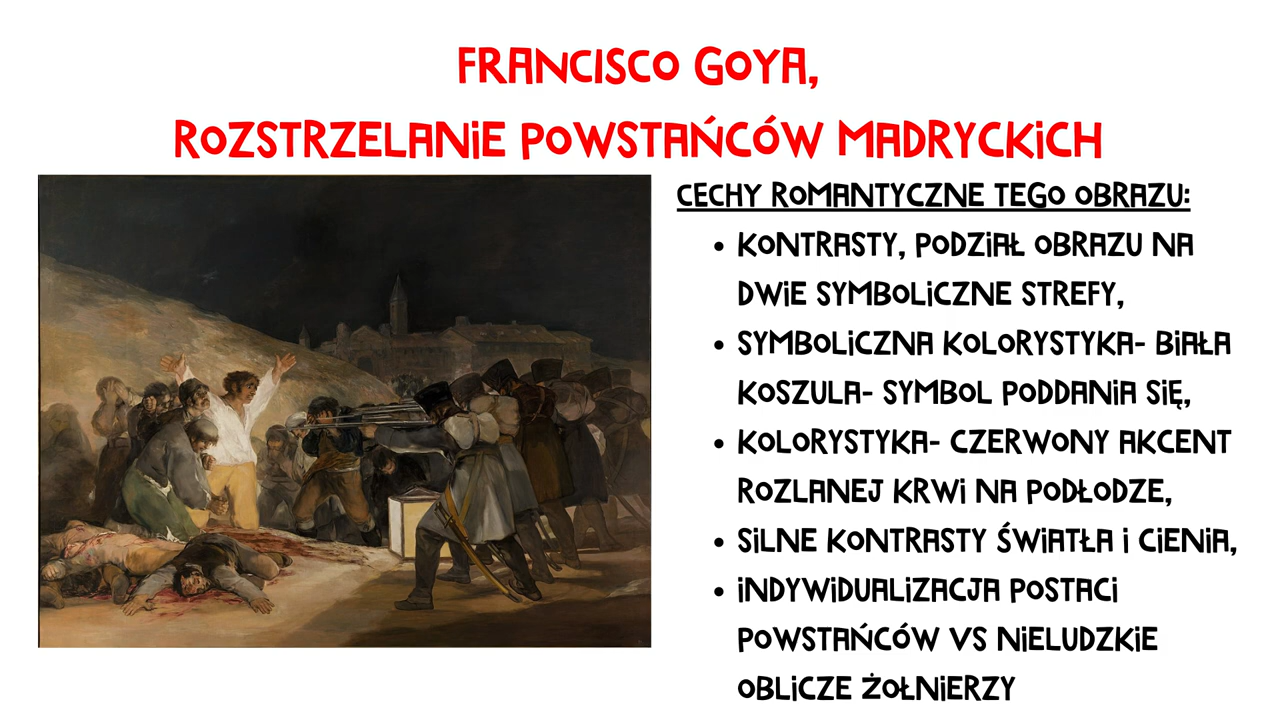 FRANCISCO GOYA,
ROZSTRZELANIE POWSTAŃCÓW MADRYCKICH
CECHY ROMANTYCZNE TEGO OBRAZU:
• KONTRASTY, PODZIAŁ OBRAZU NA
DWIE SYMBOLICZNE STREFY,
• SYMBOLICZNA KOLORYSTYKA- BIAŁA
KOSZULA- SYMBOL PODDANIA SIĘ,
• KOLORYSTYKA- CZERWONY AKCENT
ROZLANEJ KRWI NA PODŁODZE,
• SILNE KONTRASTY ŚWIATŁA I CIENIA,
• INDYWIDUALIZACJA POSTACI
POWSTAŃCÓW VS NIELUDZKIE
OBLICZE ŻOŁNIERZY